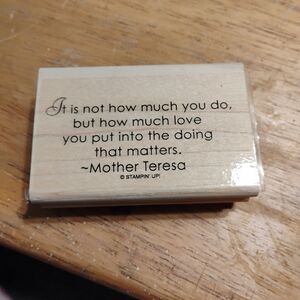 It is not how much you do,
but how much love
you put into the doing
that matters.
~Mother Teresa
© STAMPIN' UP!